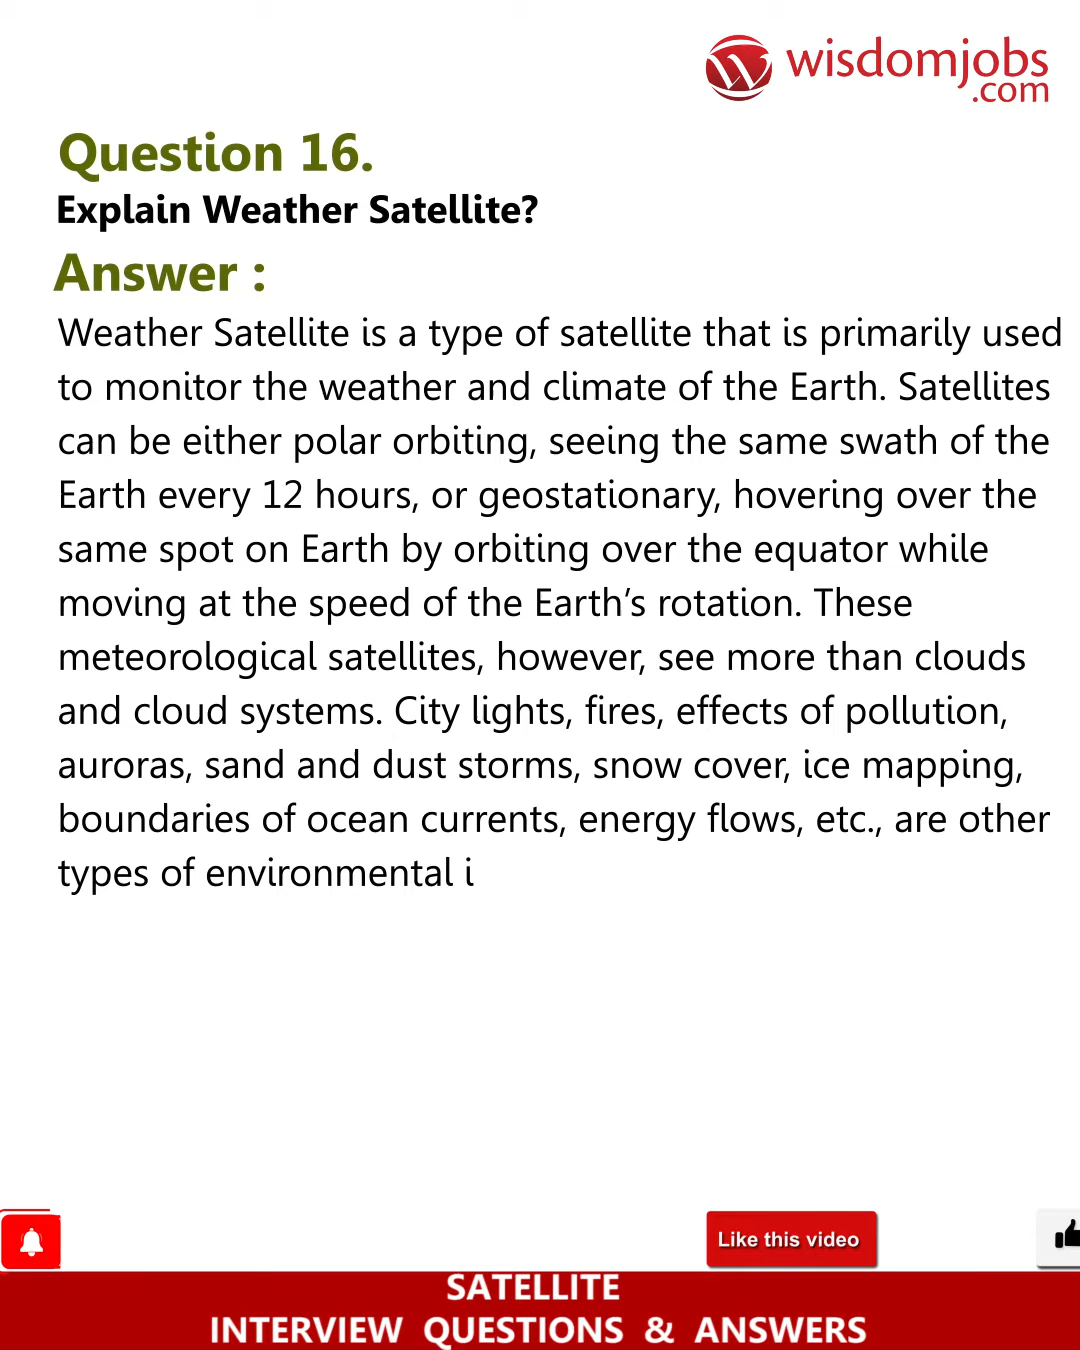 wisdomjobs
.com
Question 16.
Explain Weather Satellite?
Answer :
Weather Satellite is a type of satellite that is primarily used
to monitor the weather and climate of the Earth. Satellites
can be either polar orbiting, seeing the same swath of the
Earth every 12 hours, or geostationary, hovering over the
same spot on Earth by orbiting over the equator while
moving at the speed of the Earth’s rotation. These
meteorological satellites, however, see more than clouds
and cloud systems. City lights, fires, effects of pollution,
auroras, sand and dust storms, snow cover, ice mapping,
boundaries of ocean currents, energy flows, etc., are other
types of environmental i
Like this video
SATELLITE
INTERVIEW QUESTIONS & ANSWERS